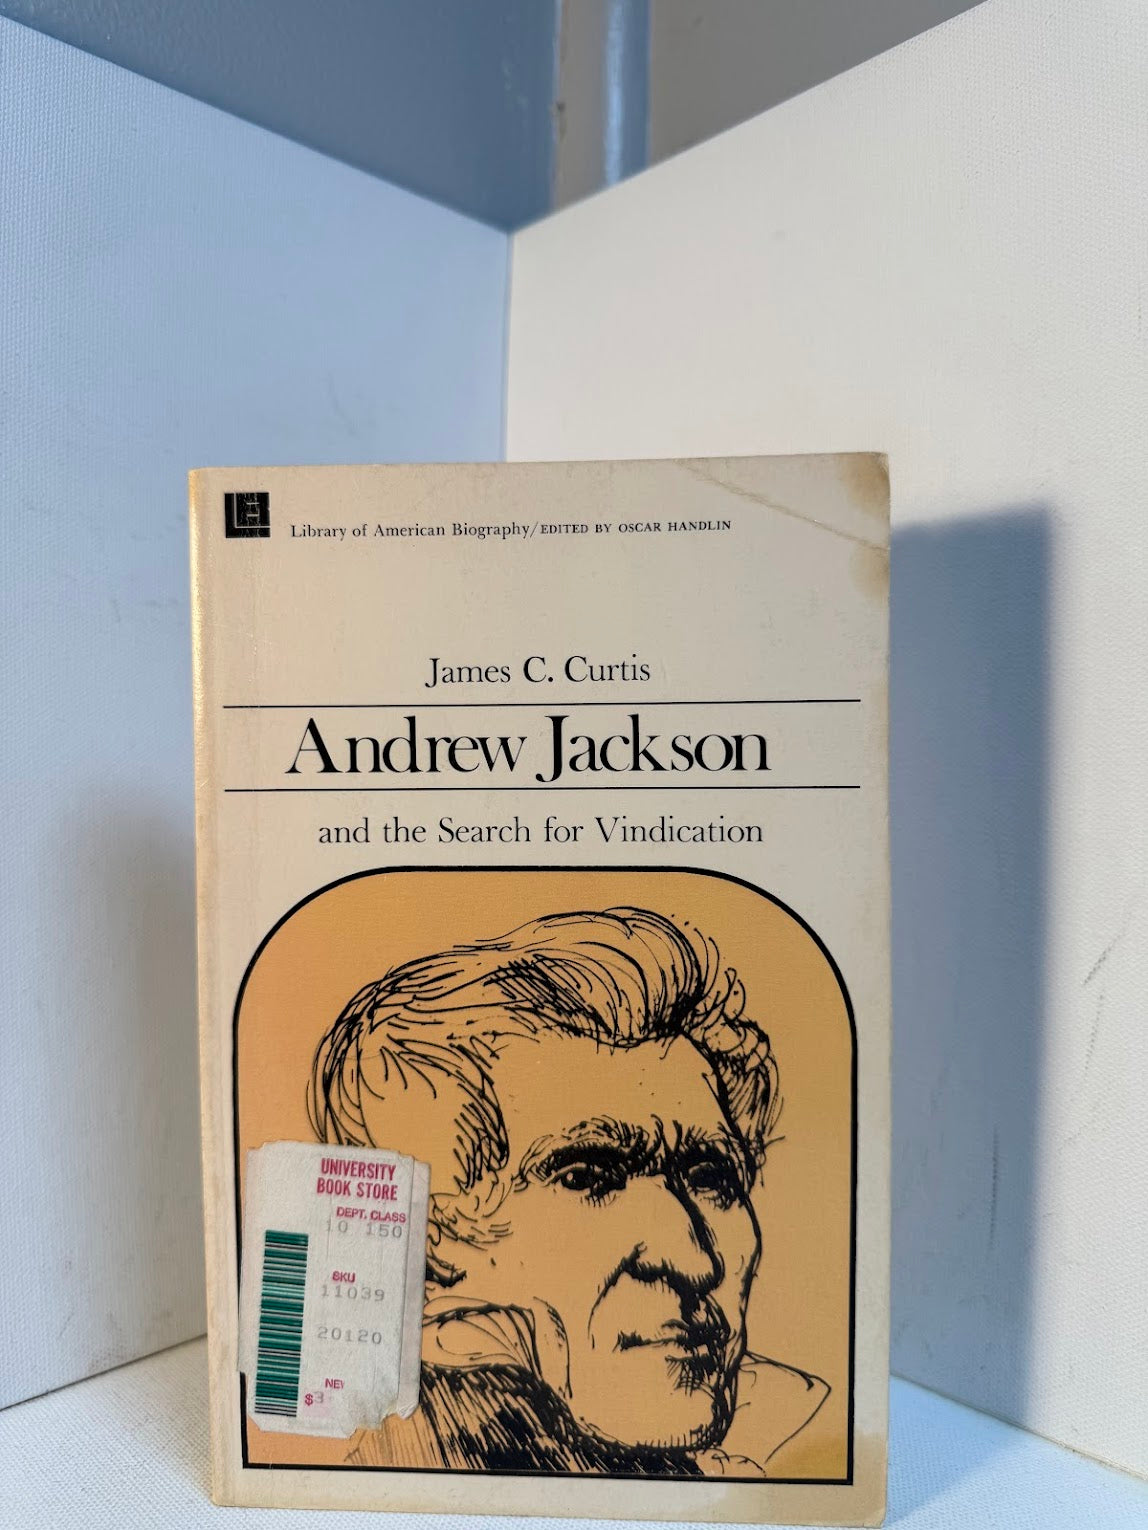 Library of American Biography/EDITED BY OSCAR HANDLIN
James C. Curtis
Andrew Jackson
and the Search for Vindication
UNIVERSITY
BOOK STORE
DEPT. CLASS
10 150
SKU
11039
20120
$3